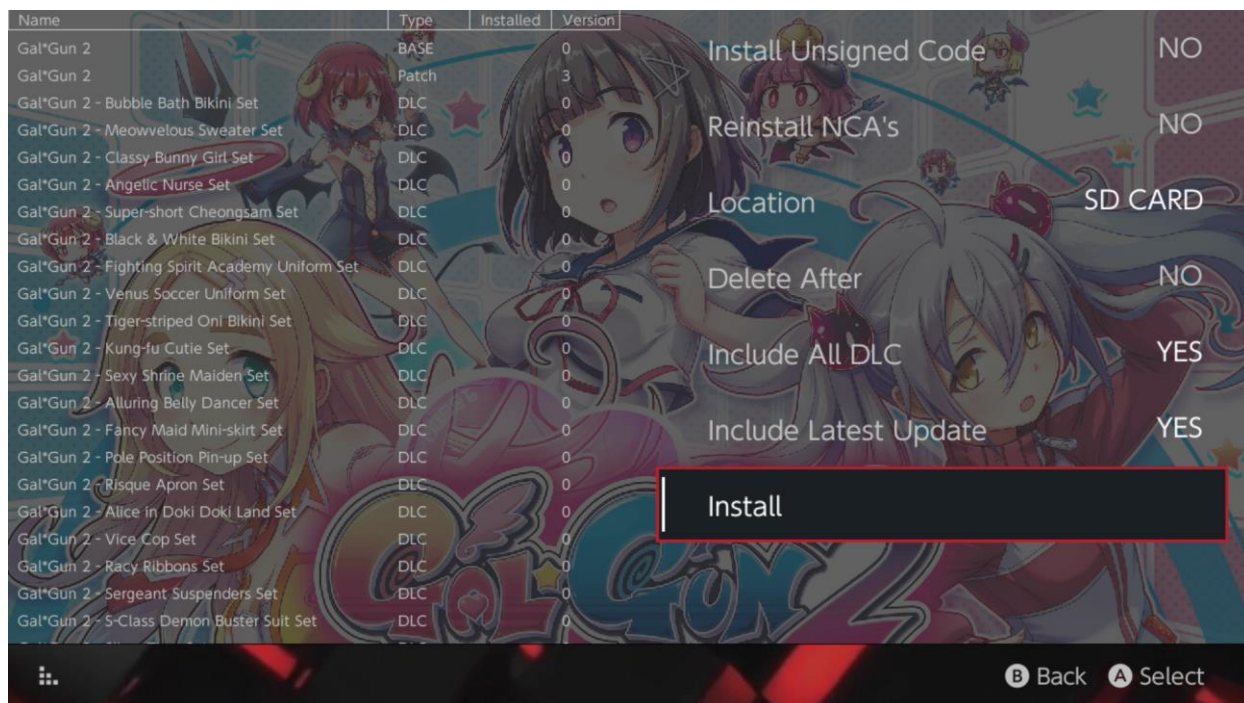 Name Type Installed Version
Gal*Gun 2 BASE 0
Gal*Gun 2 Patch 3
Gal*Gun 2 - Bubble Bath Bikini Set DLC 0
Gal*Gun 2 - Meowvelous Sweater Set DLC 0
Gal*Gun 2 - Classy Bunny Girl Set DLC 0
Gal*Gun 2 - Angelic Nurse Set DLC 0
Gal*Gun 2 - Super-short Cheongsam Set DLC 0
Gal*Gun 2 - Black & White Bikini Set DLC 0
Gal*Gun 2 - Fighting Spirit Academy Uniform Set DLC 0
Gal*Gun 2 - Venus Soccer Uniform Set DLC 0
Gal*Gun 2 - Tiger-striped Oni Bikini Set DLC 0
Gal*Gun 2 - Kung-fu Cutie Set DLC 0
Gal*Gun 2 - Sexy Shrine Maiden Set DLC 0
Gal*Gun 2 - Alluring Belly Dancer Set DLC 0
Gal*Gun 2 - Fancy Maid Mini-skirt Set DLC 0
Gal*Gun 2 - Pole Position Pin-up Set DLC 0
Gal*Gun 2 - Risque Apron Set DLC 0
Gal*Gun 2 - Alice in Doki Doki Land Set DLC 0
Gal*Gun 2 - Vice Cop Set DLC 0
Gal*Gun 2 - Racy Ribbons Set DLC 0
Gal*Gun 2 - Sergeant Suspenders Set DLC 0
Gal*Gun 2 - S-Class Demon Buster Suit Set DLC 0
Install Unsigned Code NO
Reinstall NCA's NO
Location SD CARD
Delete After NO
Include All DLC YES
Include Latest Update YES
Install
GAL*GUN 2
B Back A Select